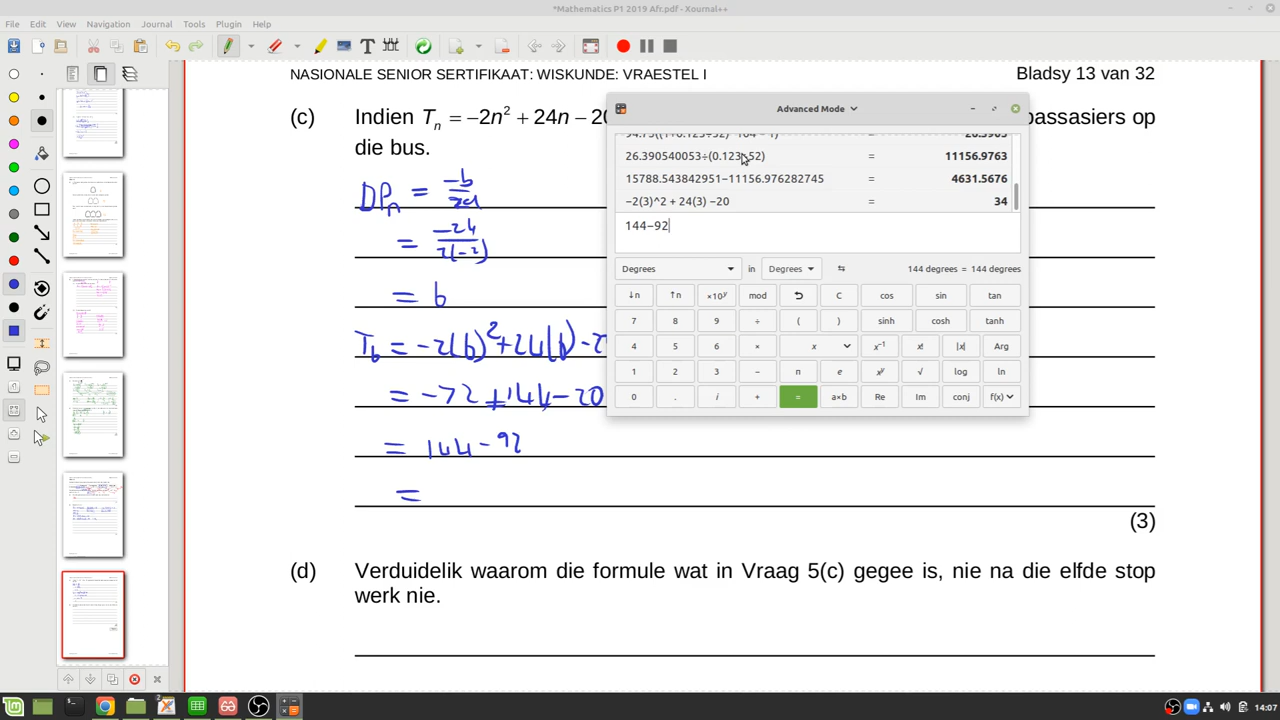 *Mathematics P1 2019 Afr.pdf - Xournal++
File Edit View Navigation Journal Tools Plugin Help
NASIONALE SENIOR SERTIFIKAAT: WISKUNDE: VRAESTEL I
Bladsy 13 van 32
(c) Indien Tn = −2n² + 24n − 20
passasiers op
die bus.
DPn = -b/2a
= -24/2(-2)
= 6
T6 = -2(6)²+24(6)-2
= -72 +144-20
= 144-92
=
(3)
(d) Verduidelik waarom die formule wat in Vraag 5(c) gegee is, nie na die elfde stop
werk nie.
Advanced Mode
26.3905
26.390540053÷(0.123÷52) = 11156.9763
15788.543842951−11156.976282745 = 4631.5676
−2(3)^2 + 24(3) −20 = 34
144−92
Degrees in Degrees 144 degrees = 144 degrees
↓n ↑n ×10ʸ mod C cos sin tan
7 8 9 ÷ ( ) sinh cosh tanh
4 5 6 × x x⁻¹ x! |x| Arg
1 2 3 − π e xʸ √ log ln
0 . i + = a×b Re Im conj f(x)
14:07